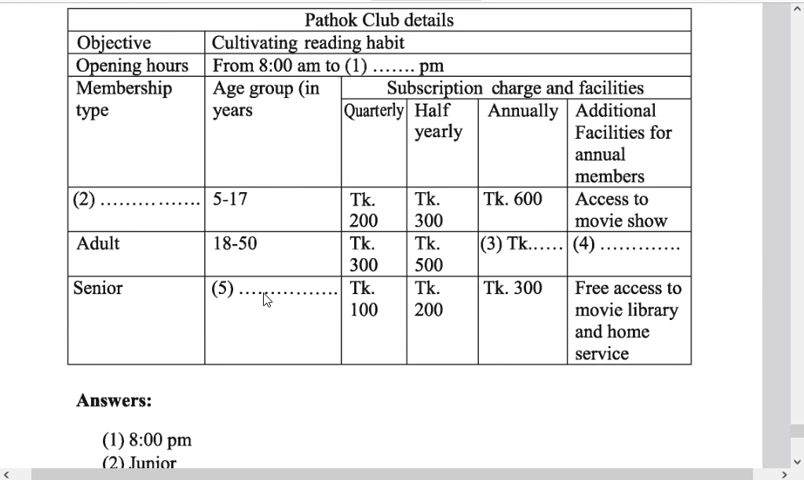 Pathok Club details
Objective Cultivating reading habit
Opening hours From 8:00 am to (1) ……. pm
Membership type Age group (in years Subscription charge and facilities
Quarterly Half yearly Annually Additional Facilities for annual members
(2) ……………. 5-17 Tk. 200 Tk. 300 Tk. 600 Access to movie show
Adult 18-50 Tk. 300 Tk. 500 (3) Tk...... (4) ………….
Senior (5) ……………. Tk. 100 Tk. 200 Tk. 300 Free access to movie library and home service
Answers:
(1) 8:00 pm
(2) Junior